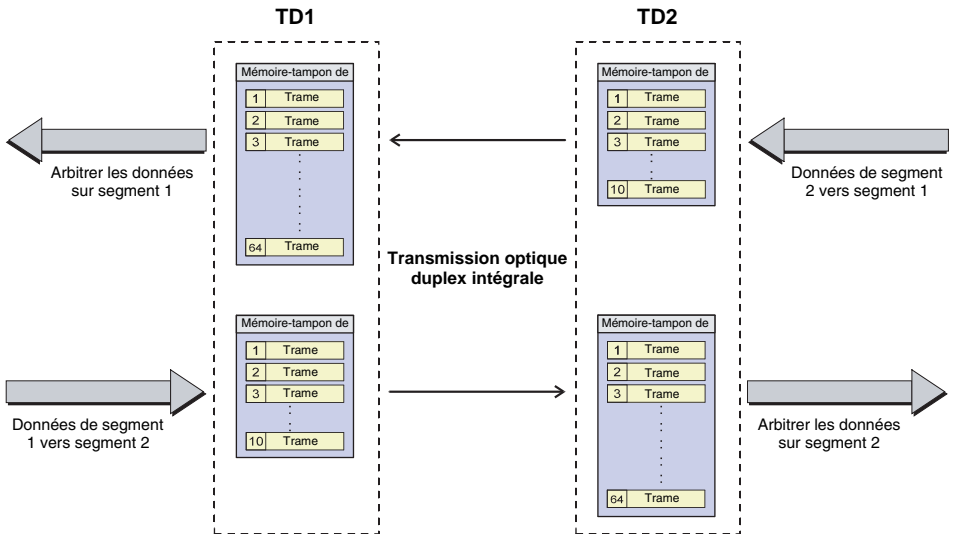 TD1
TD2
Mémoire-tampon de
1 Trame
2 Trame
3 Trame
64 Trame
Mémoire-tampon de
1 Trame
2 Trame
3 Trame
10 Trame
Arbitrer les données
sur segment 1
Données de segment
2 vers segment 1
Transmission optique
duplex intégrale
Mémoire-tampon de
1 Trame
2 Trame
3 Trame
10 Trame
Mémoire-tampon de
1 Trame
2 Trame
3 Trame
64 Trame
Données de segment
1 vers segment 2
Arbitrer les données
sur segment 2